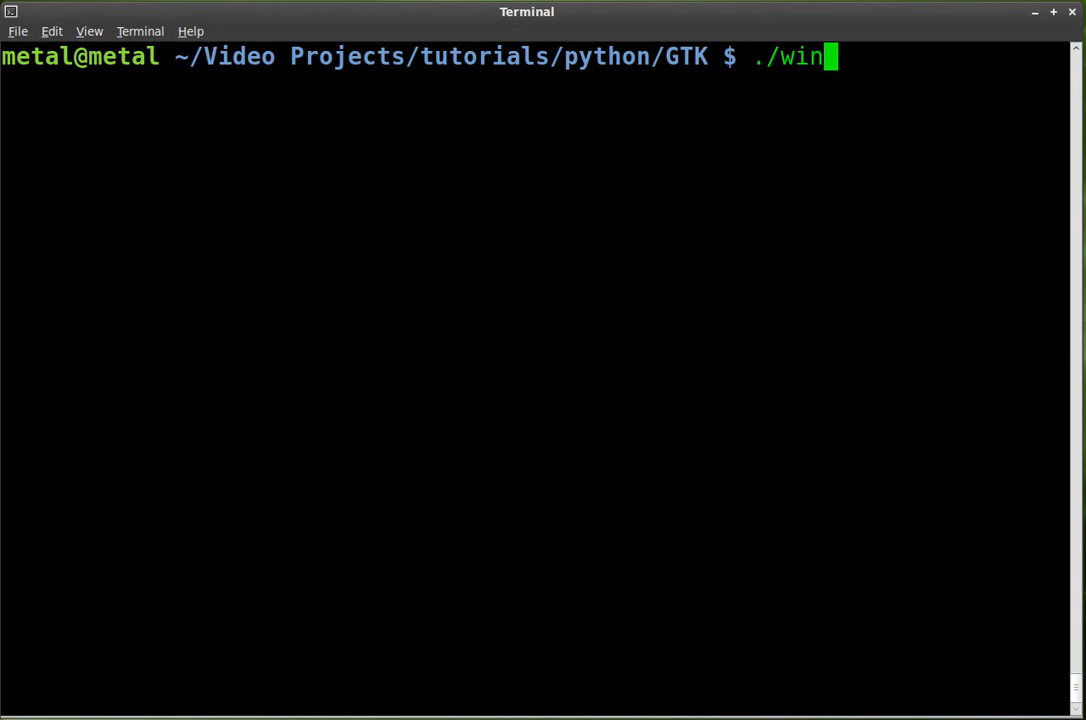 Terminal
File Edit View Terminal Help
metal@metal ~/Video Projects/tutorials/python/GTK $ ./win